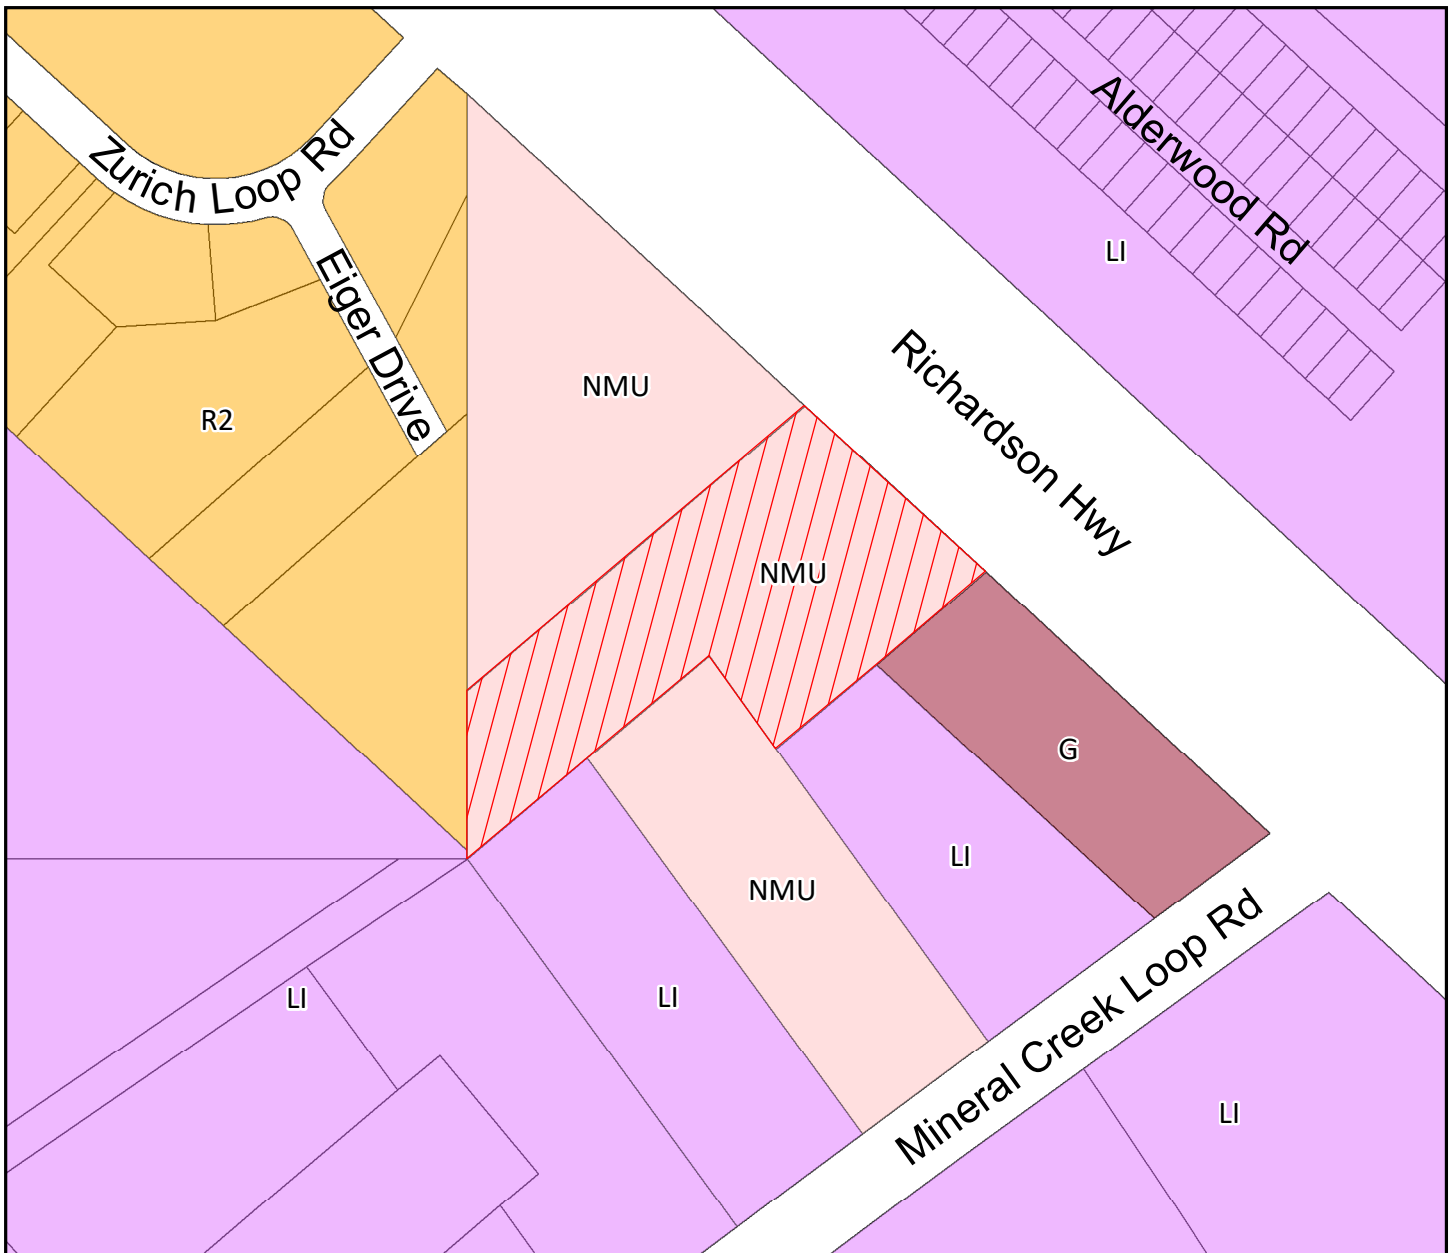 Alderwood Rd
Zurich Loop Rd
LI
Eiger Drive
NMU
R2
Richardson Hwy
NMU
G
LI
NMU
LI
LI
Mineral Creek Loop Rd
LI